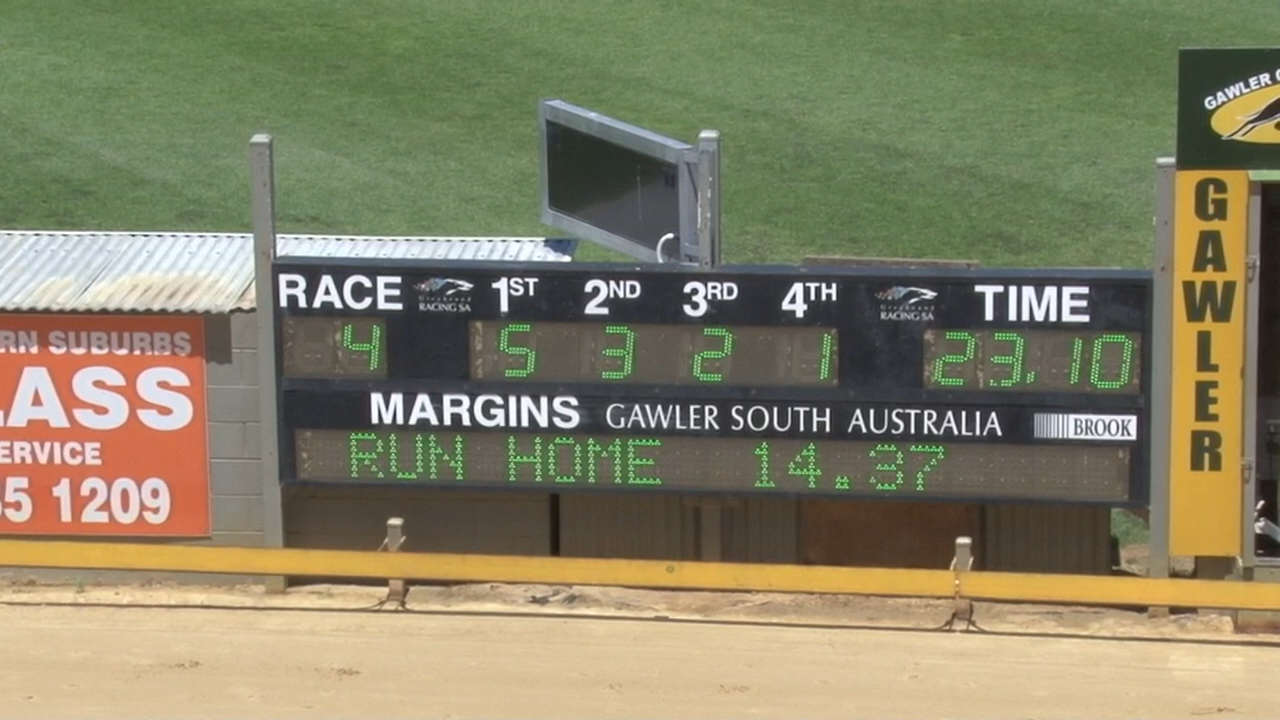 GAWLER
RACE
Greyhound
RACING SA
1ST 2ND 3RD 4TH
Greyhound
RACING SA
TIME
4 5 3 2 1 23.10
MARGINS GAWLER SOUTH AUSTRALIA BROOK
RUN HOME 14.37
RN SUBURBS
LASS
ERVICE
35 1209
GAWLER